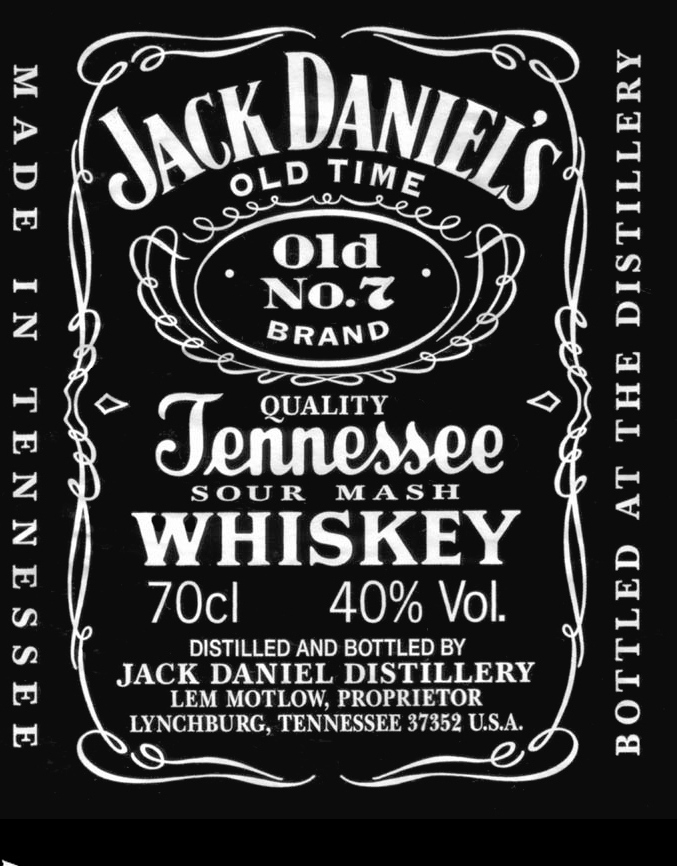 JACK DANIEL'S
OLD TIME
Old
No.7
BRAND
QUALITY
Tennessee
SOUR MASH
WHISKEY
70cl 40% Vol.
DISTILLED AND BOTTLED BY
JACK DANIEL DISTILLERY
LEM MOTLOW, PROPRIETOR
LYNCHBURG, TENNESSEE 37352 U.S.A.
MADE IN TENNESSEE
BOTTLED AT THE DISTILLERY